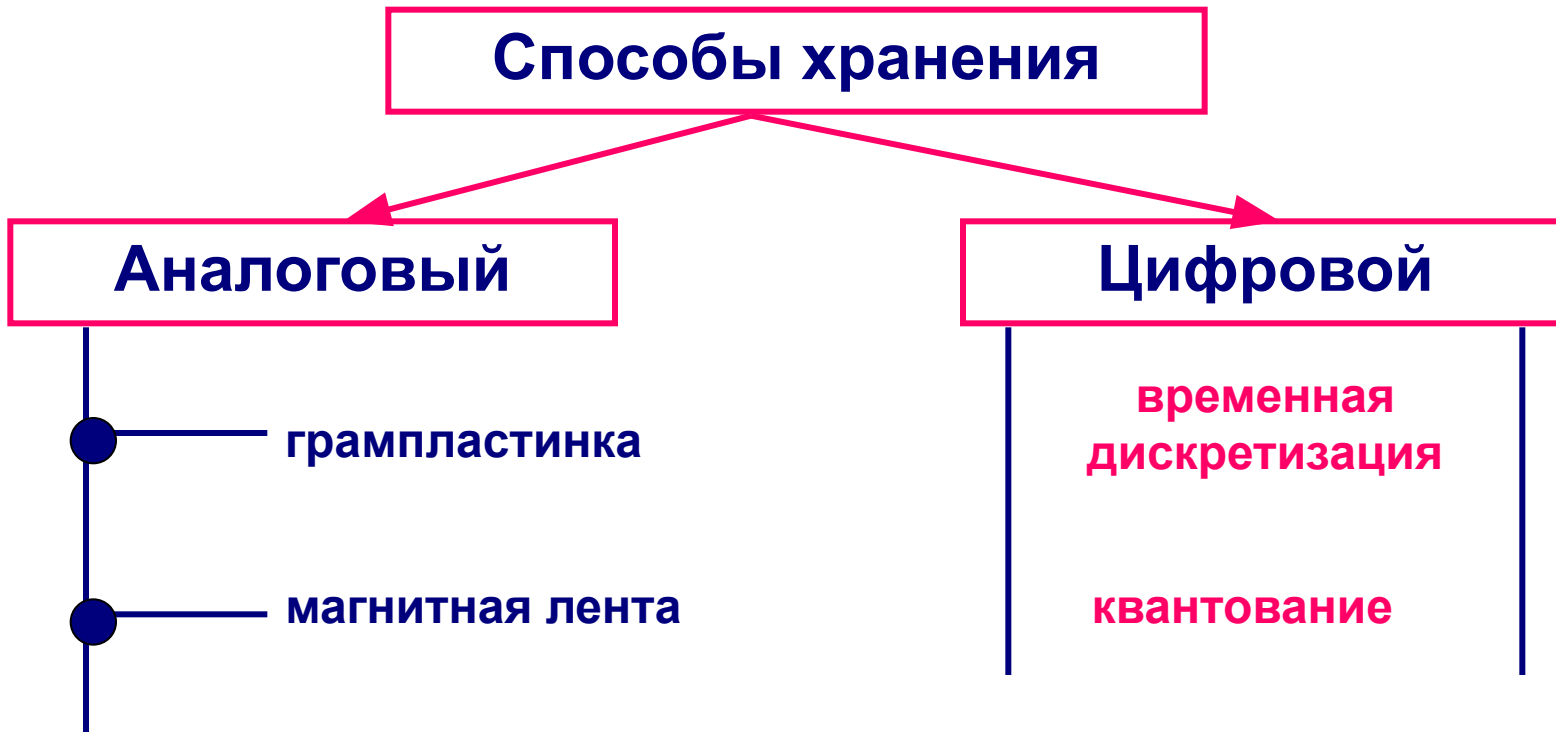 Способы хранения
Аналоговый
грампластинка
магнитная лента
Цифровой
временная
дискретизация
квантование